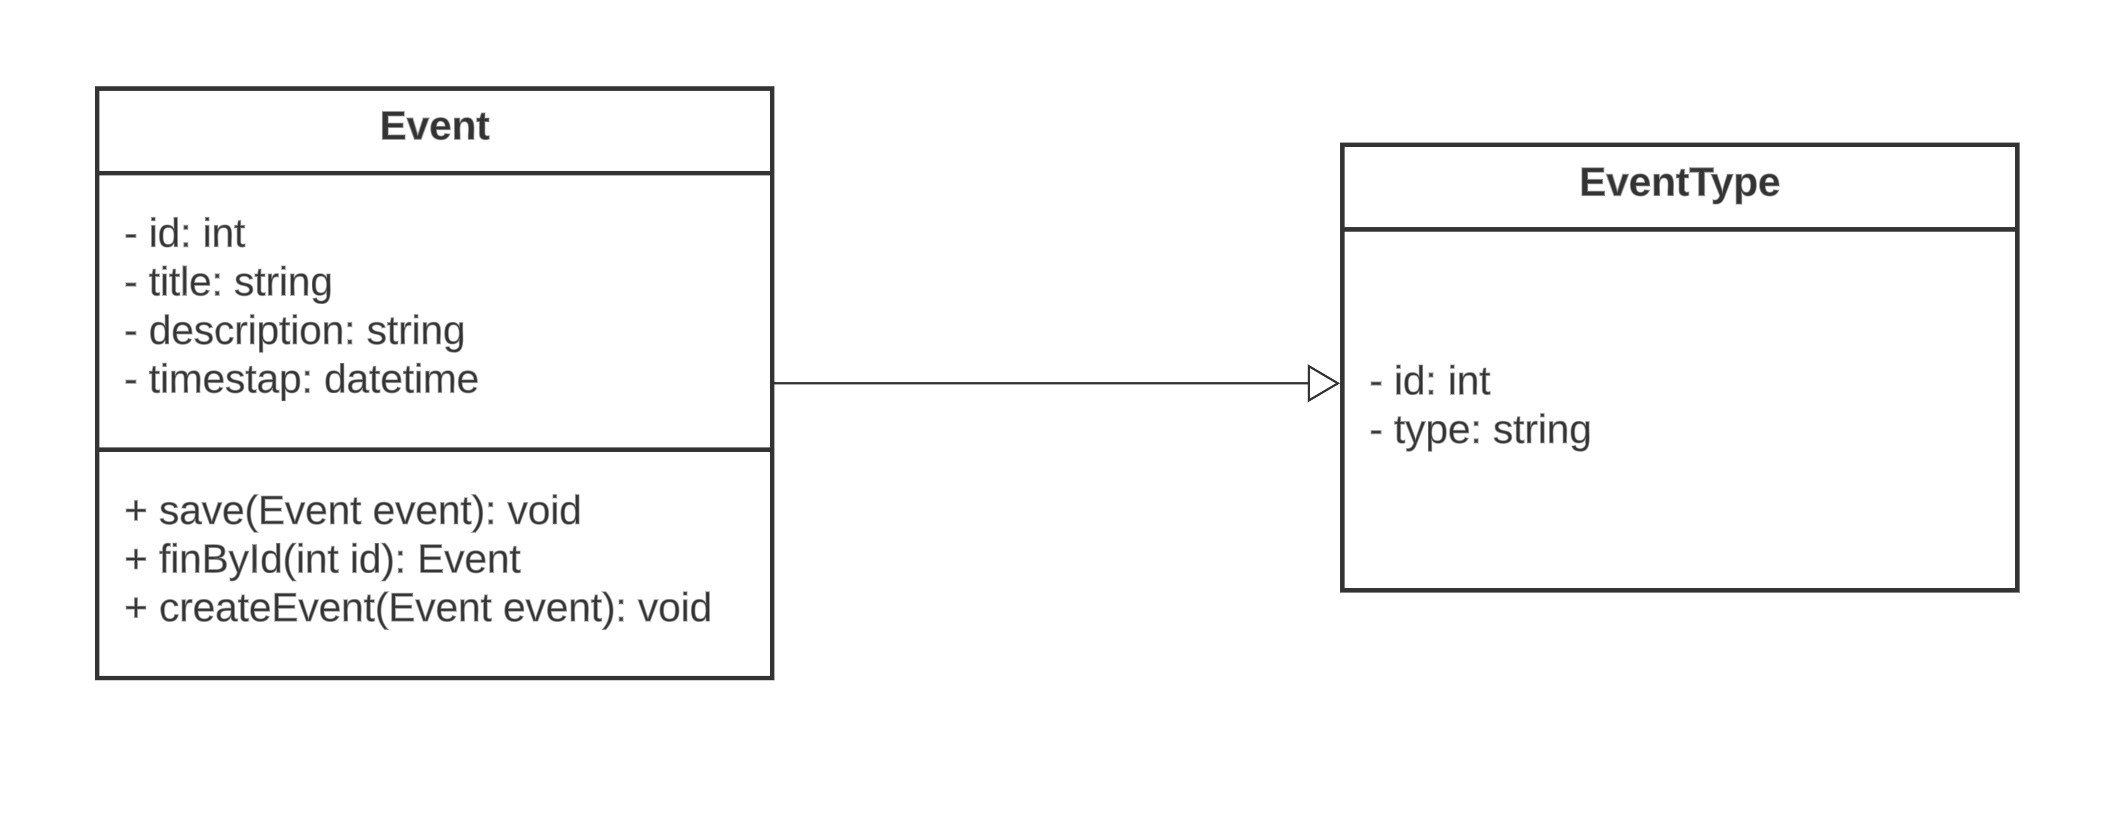 Event
- id: int
- title: string
- description: string
- timestap: datetime
+ save(Event event): void
+ finById(int id): Event
+ createEvent(Event event): void
EventType
- id: int
- type: string